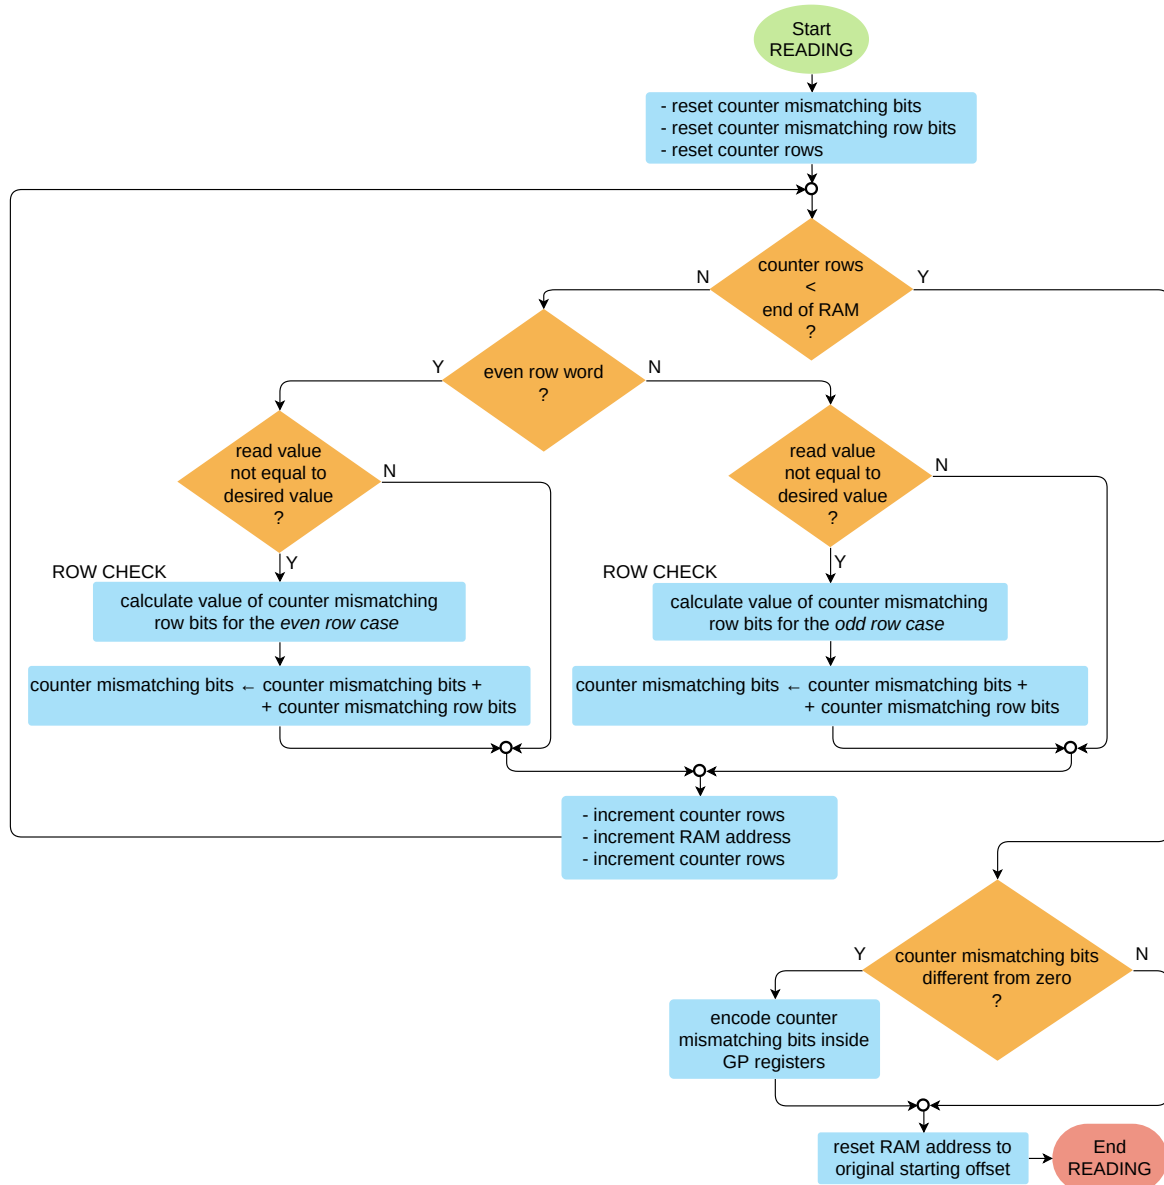 Start
READING
- reset counter mismatching bits
- reset counter mismatching row bits
- reset counter rows
counter rows
<
end of RAM
?
N
Y
even row word
?
Y
N
read value
not equal to
desired value
?
N
Y
read value
not equal to
desired value
?
N
Y
ROW CHECK
calculate value of counter mismatching
row bits for the even row case
counter mismatching bits ← counter mismatching bits +
+ counter mismatching row bits
ROW CHECK
calculate value of counter mismatching
row bits for the odd row case
counter mismatching bits ← counter mismatching bits +
+ counter mismatching row bits
- increment counter rows
- increment RAM address
- increment counter rows
counter mismatching bits
different from zero
?
Y
N
encode counter
mismatching bits inside
GP registers
reset RAM address to
original starting offset
End
READING